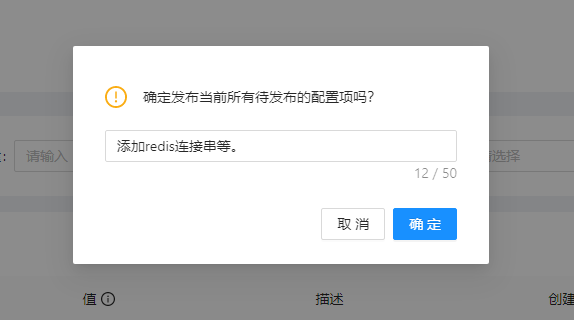 确定发布当前所有待发布的配置项吗?
请输入
添加redis连接串等。
请选择
12 / 50
取 消
确 定
值
描述
创建